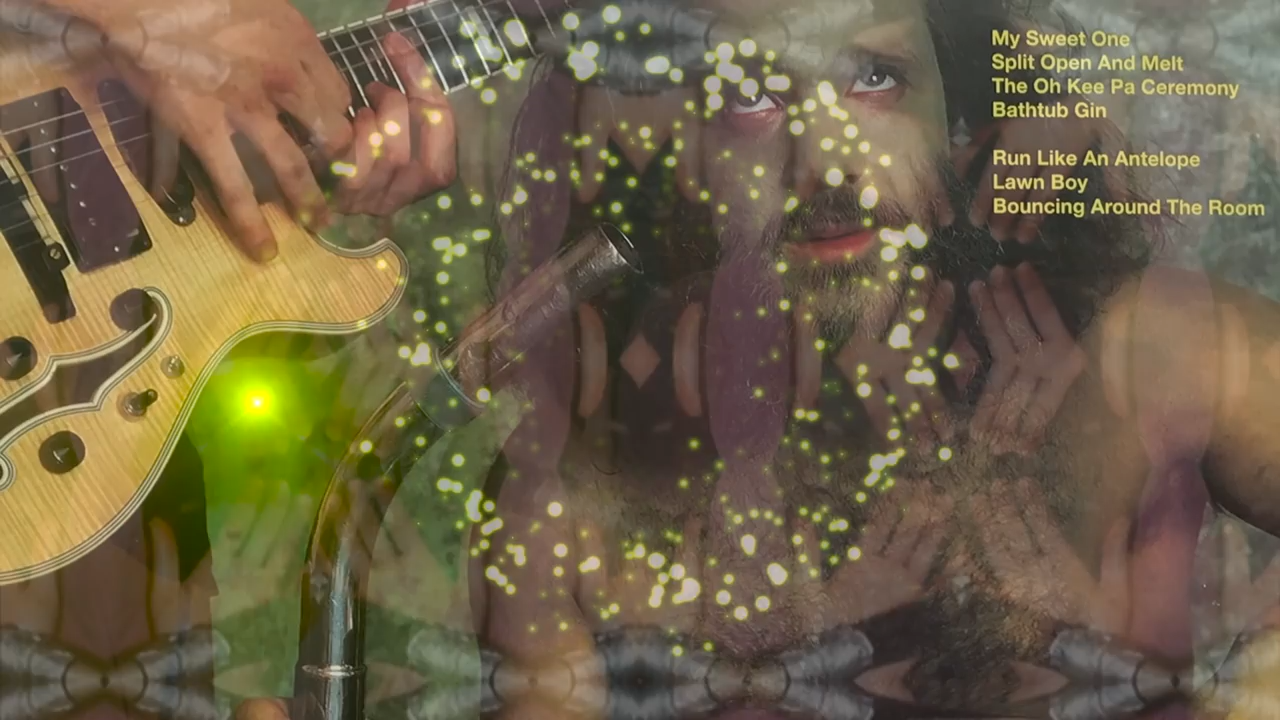 My Sweet One
Split Open And Melt
The Oh Kee Pa Ceremony
Bathtub Gin
Run Like An Antelope
Lawn Boy
Bouncing Around The Room